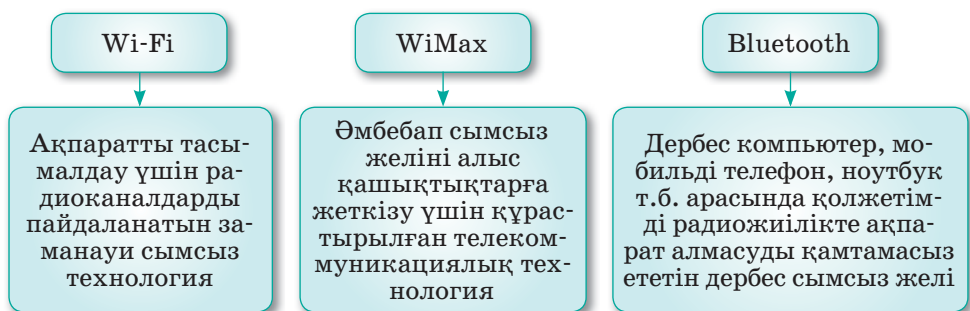 Wi-Fi
Ақпаратты тасы-
малдау үшін ра-
диоканалдарды
пайдаланатын за-
манауи сымсыз
технология
WiMax
Әмбебап сымсыз
желіні алыс
қашықтықтарға
жеткізу үшін құрас-
тырылған телеком-
муникациялық тех-
нология
Bluetooth
Дербес компьютер, мо-
бильді телефон, ноутбук
т.б. арасында қолжетім-
ді радиожиілікте ақпа-
рат алмасуды қамтамасыз
ететін дербес сымсыз желі